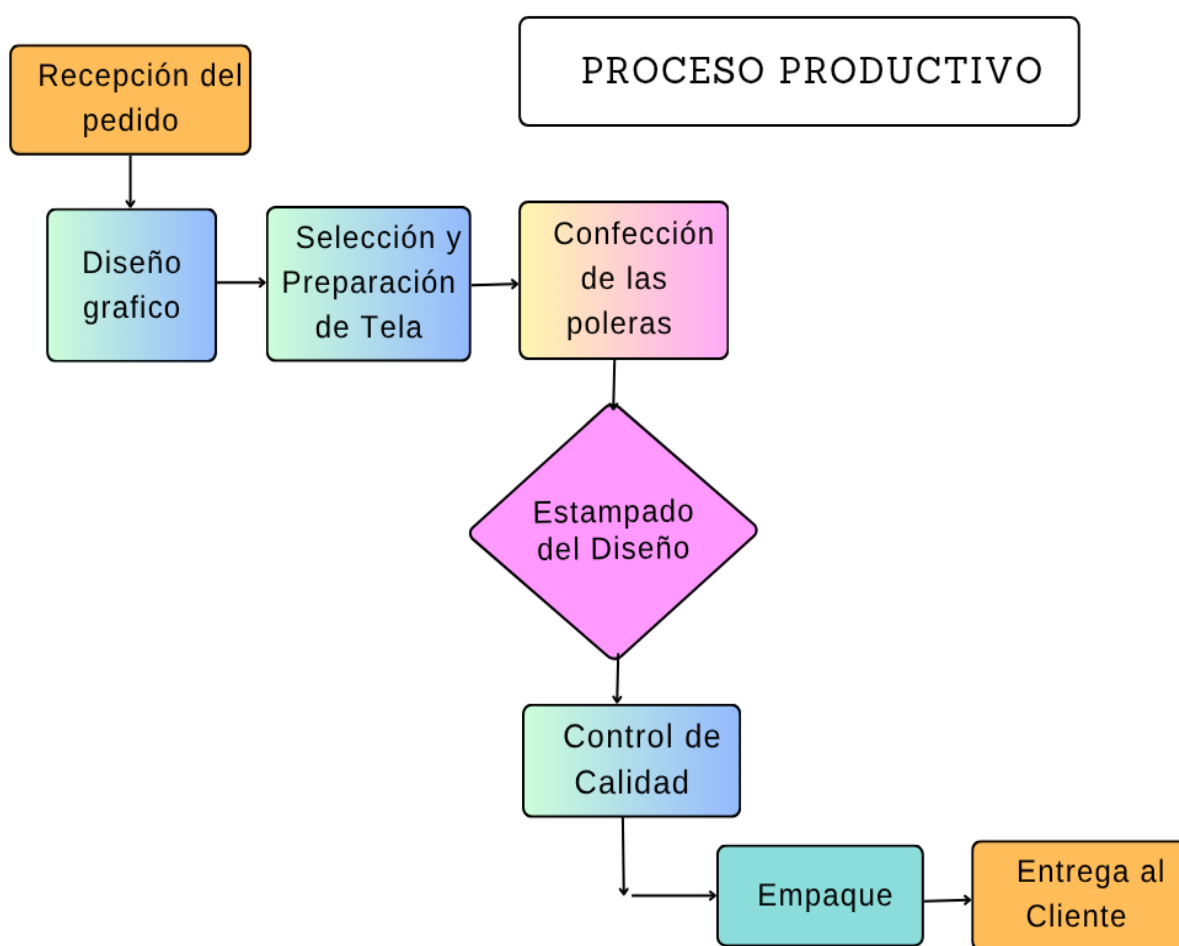 PROCESO PRODUCTIVO
Recepción del
pedido
Diseño
grafico
Selección y
Preparación
de Tela
Confección
de las
poleras
Estampado
del Diseño
Control de
Calidad
Empaque
Entrega al
Cliente